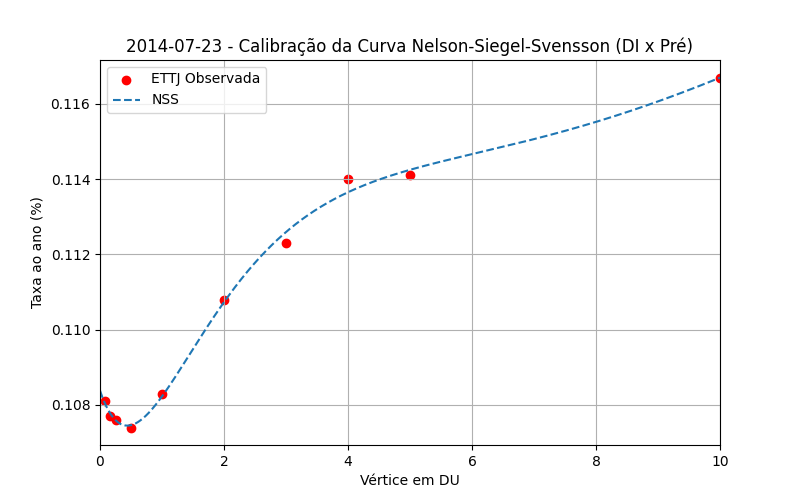 2014-07-23 - Calibração da Curva Nelson-Siegel-Svensson (DI x Pré)
ETTJ Observada
NSS
Taxa ao ano (%)
0.116
0.114
0.112
0.110
0.108
0 2 4 6 8 10
Vértice em DU